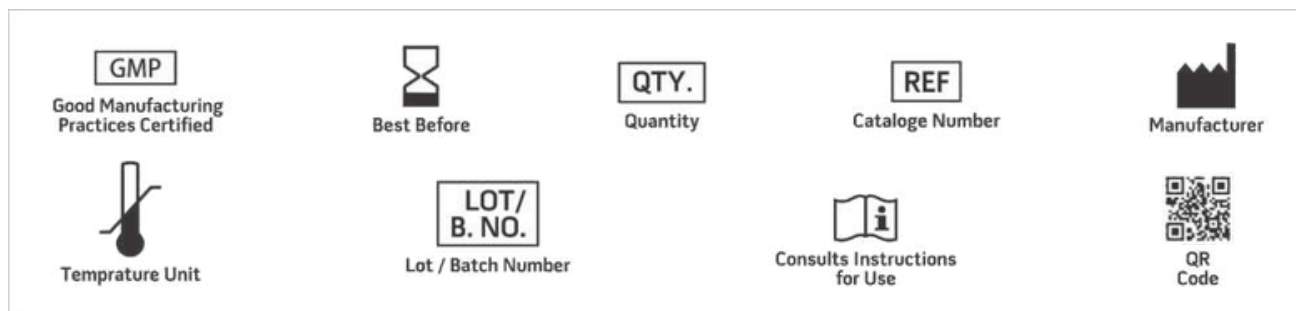 GMP
Good Manufacturing
Practices Certified
Best Before
QTY.
Quantity
REF
Cataloge Number
Manufacturer
Temprature Unit
LOT/
B. NO.
Lot / Batch Number
i
Consults Instructions
for Use
QR
Code